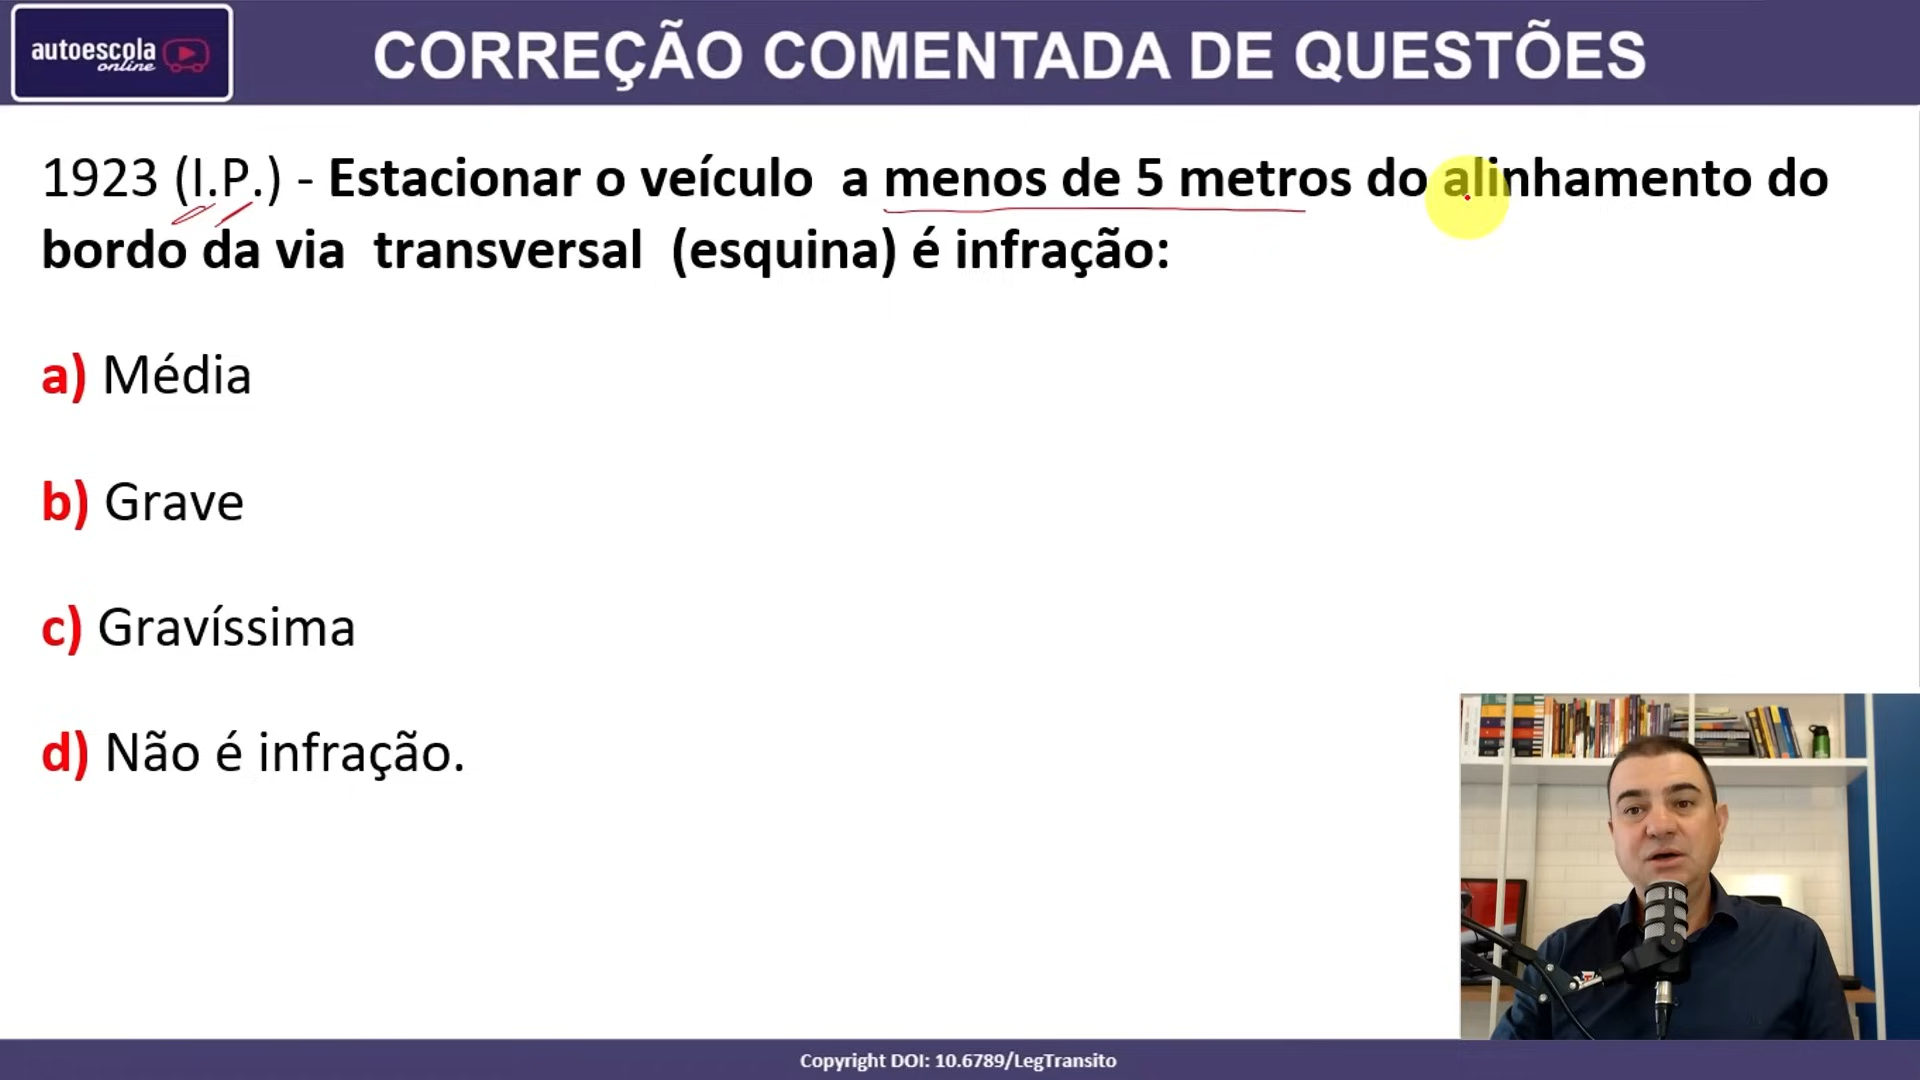 autoescola
online
CORREÇÃO COMENTADA DE QUESTÕES
1923 (I.P.) - Estacionar o veículo a menos de 5 metros do alinhamento do
bordo da via transversal (esquina) é infração:
a) Média
b) Grave
c) Gravíssima
d) Não é infração.
Copyright DOI: 10.6789/LegTransito